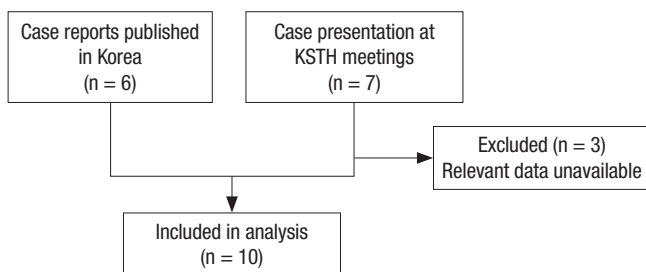 Case reports published
in Korea
(n = 6)
Case presentation at
KSTH meetings
(n = 7)
Excluded (n = 3)
Relevant data unavailable
Included in analysis
(n = 10)